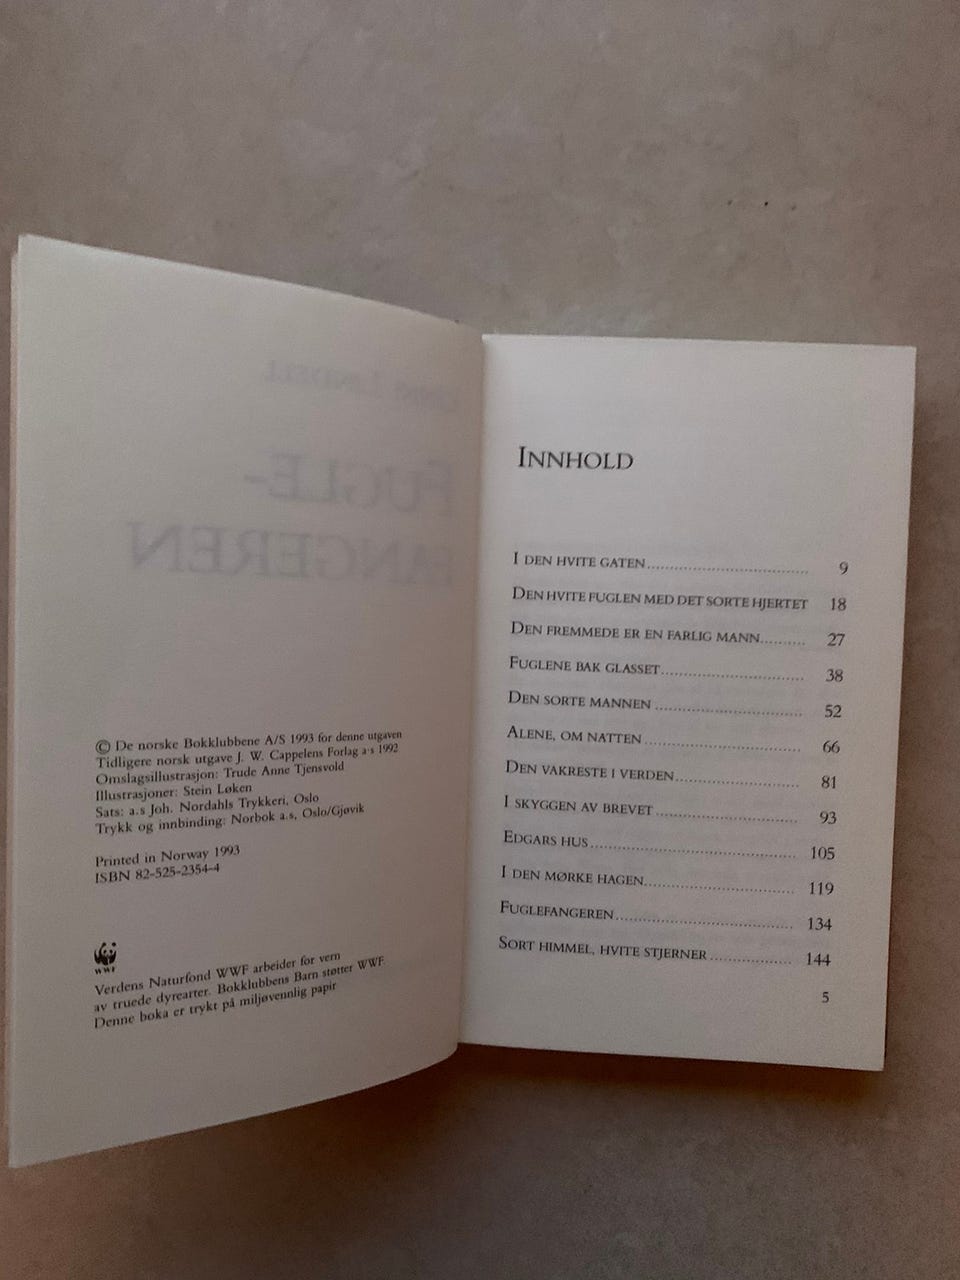 © De norske Bokklubbene A/S 1993 for denne utgaven
Tidligere norsk utgave J. W. Cappelens Forlag a·s 1992
Omslagsillustrasjon: Trude Anne Tjensvold
Illustrasjoner: Stein Løken
Sats: a.s Joh. Nordahls Trykkeri, Oslo
Trykk og innbinding: Norbok a.s, Oslo/Gjøvik
Printed in Norway 1993
ISBN 82-525-2354-4
WWF
Verdens Naturfond WWF arbeider for vern
av truede dyrearter. Bokklubbens Barn støtter WWF.
Denne boka er trykt på miljøvennlig papir
LINDELL
FUGLE-
FANGEREN
INNHOLD
I DEN HVITE GATEN.............................. 9
DEN HVITE FUGLEN MED DET SORTE HJERTET 18
DEN FREMMEDE ER EN FARLIG MANN.......... 27
FUGLENE BAK GLASSET............................ 38
DEN SORTE MANNEN .............................. 52
ALENE, OM NATTEN ............................... 66
DEN VAKRESTE I VERDEN......................... 81
I SKYGGEN AV BREVET ............................ 93
EDGARS HUS......................................... 105
I DEN MØRKE HAGEN............................... 119
FUGLEFANGEREN.................................... 134
SORT HIMMEL, HVITE STJERNER ................ 144
5